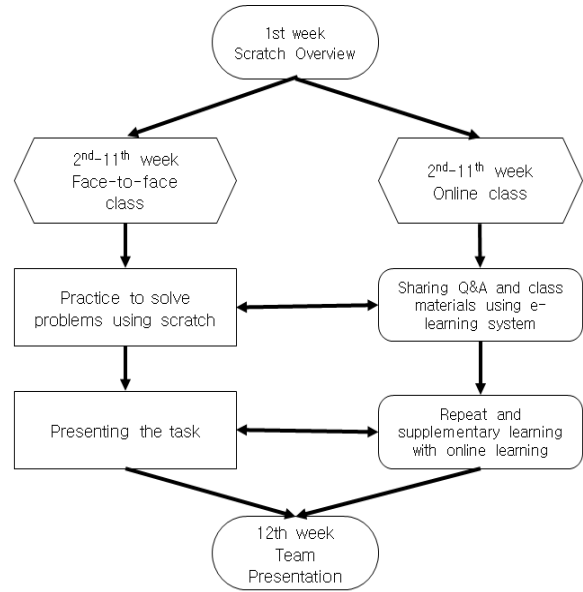 1st week
Scratch Overview
2nd-11th week
Face-to-face
class
2nd-11th week
Online class
Practice to solve
problems using scratch
Sharing Q&A and class
materials using e-
learning system
Presenting the task
Repeat and
supplementary learning
with online learning
12th week
Team
Presentation